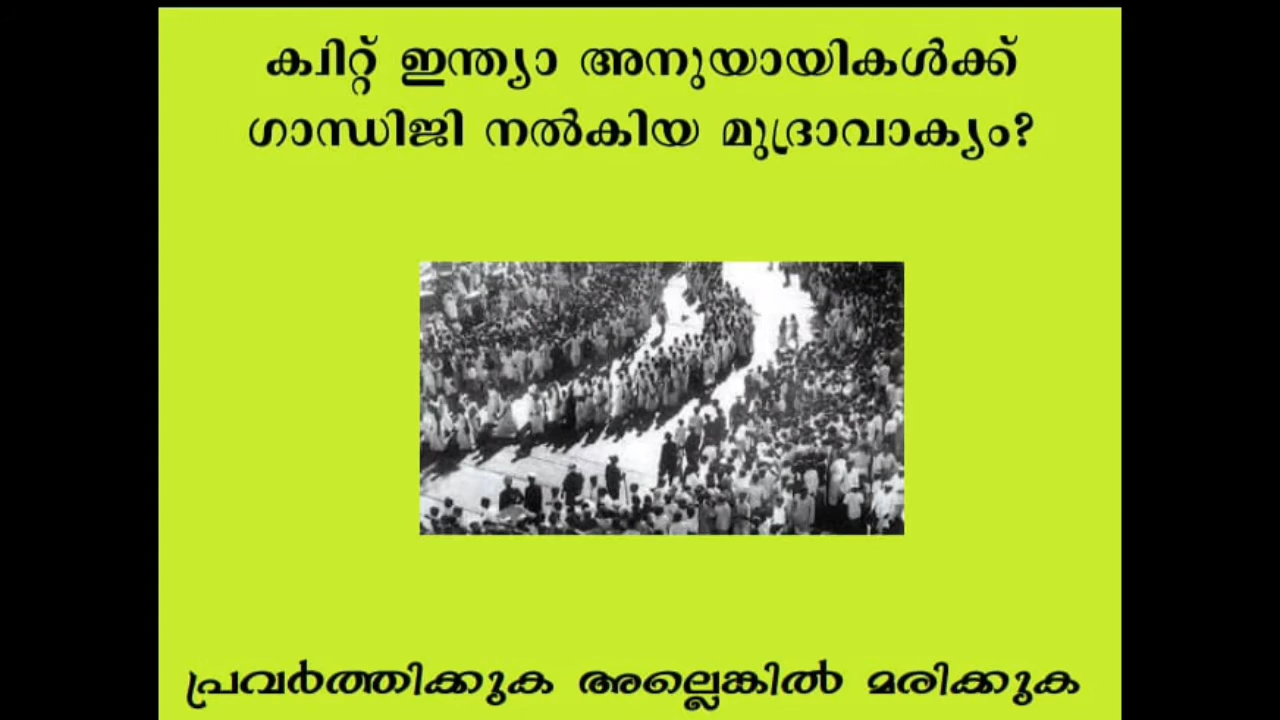 ക്വിറ്റ് ഇന്ത്യാ അനുയായികൾക്ക്
ഗാന്ധിജി നൽകിയ മുദ്രാവാക്യം?
പ്രവർത്തിക്കുക അല്ലെങ്കിൽ മരിക്കുക